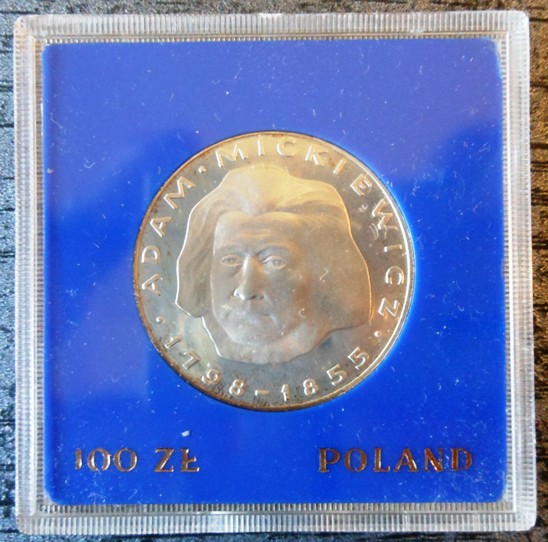 · ADAM · MICKIEWICZ ·
1798-1855
100 ZŁ
POLAND